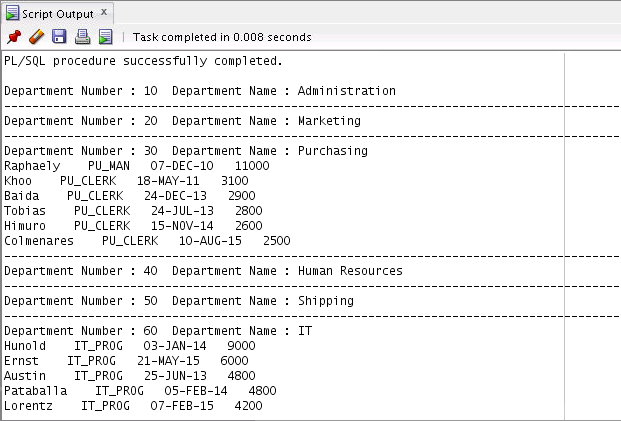 Script Output x
Task completed in 0.008 seconds
PL/SQL procedure successfully completed.
Department Number : 10  Department Name : Administration
--------------------------------------------------------------------------------
Department Number : 20  Department Name : Marketing
--------------------------------------------------------------------------------
Department Number : 30  Department Name : Purchasing
Raphaely    PU_MAN   07-DEC-10   11000
Khoo    PU_CLERK   18-MAY-11   3100
Baida    PU_CLERK   24-DEC-13   2900
Tobias    PU_CLERK   24-JUL-13   2800
Himuro    PU_CLERK   15-NOV-14   2600
Colmenares    PU_CLERK   10-AUG-15   2500
--------------------------------------------------------------------------------
Department Number : 40  Department Name : Human Resources
--------------------------------------------------------------------------------
Department Number : 50  Department Name : Shipping
--------------------------------------------------------------------------------
Department Number : 60  Department Name : IT
Hunold    IT_PROG   03-JAN-14   9000
Ernst    IT_PROG   21-MAY-15   6000
Austin    IT_PROG   25-JUN-13   4800
Pataballa    IT_PROG   05-FEB-14   4800
Lorentz    IT_PROG   07-FEB-15   4200